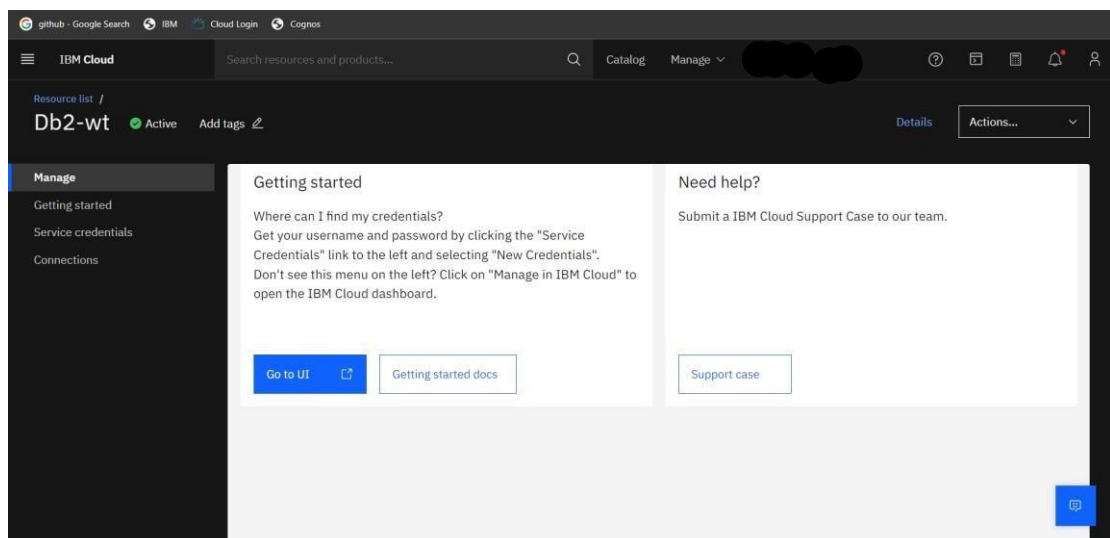 github - Google Search IBM Cloud Login Cognos
IBM Cloud Search resources and products... Catalog Manage
Resource list /
Db2-wt Active Add tags Details Actions...
Manage
Getting started
Service credentials
Connections
Getting started
Where can I find my credentials?
Get your username and password by clicking the "Service
Credentials" link to the left and selecting "New Credentials".
Don't see this menu on the left? Click on "Manage in IBM Cloud" to
open the IBM Cloud dashboard.
Go to UI Getting started docs
Need help?
Submit a IBM Cloud Support Case to our team.
Support case